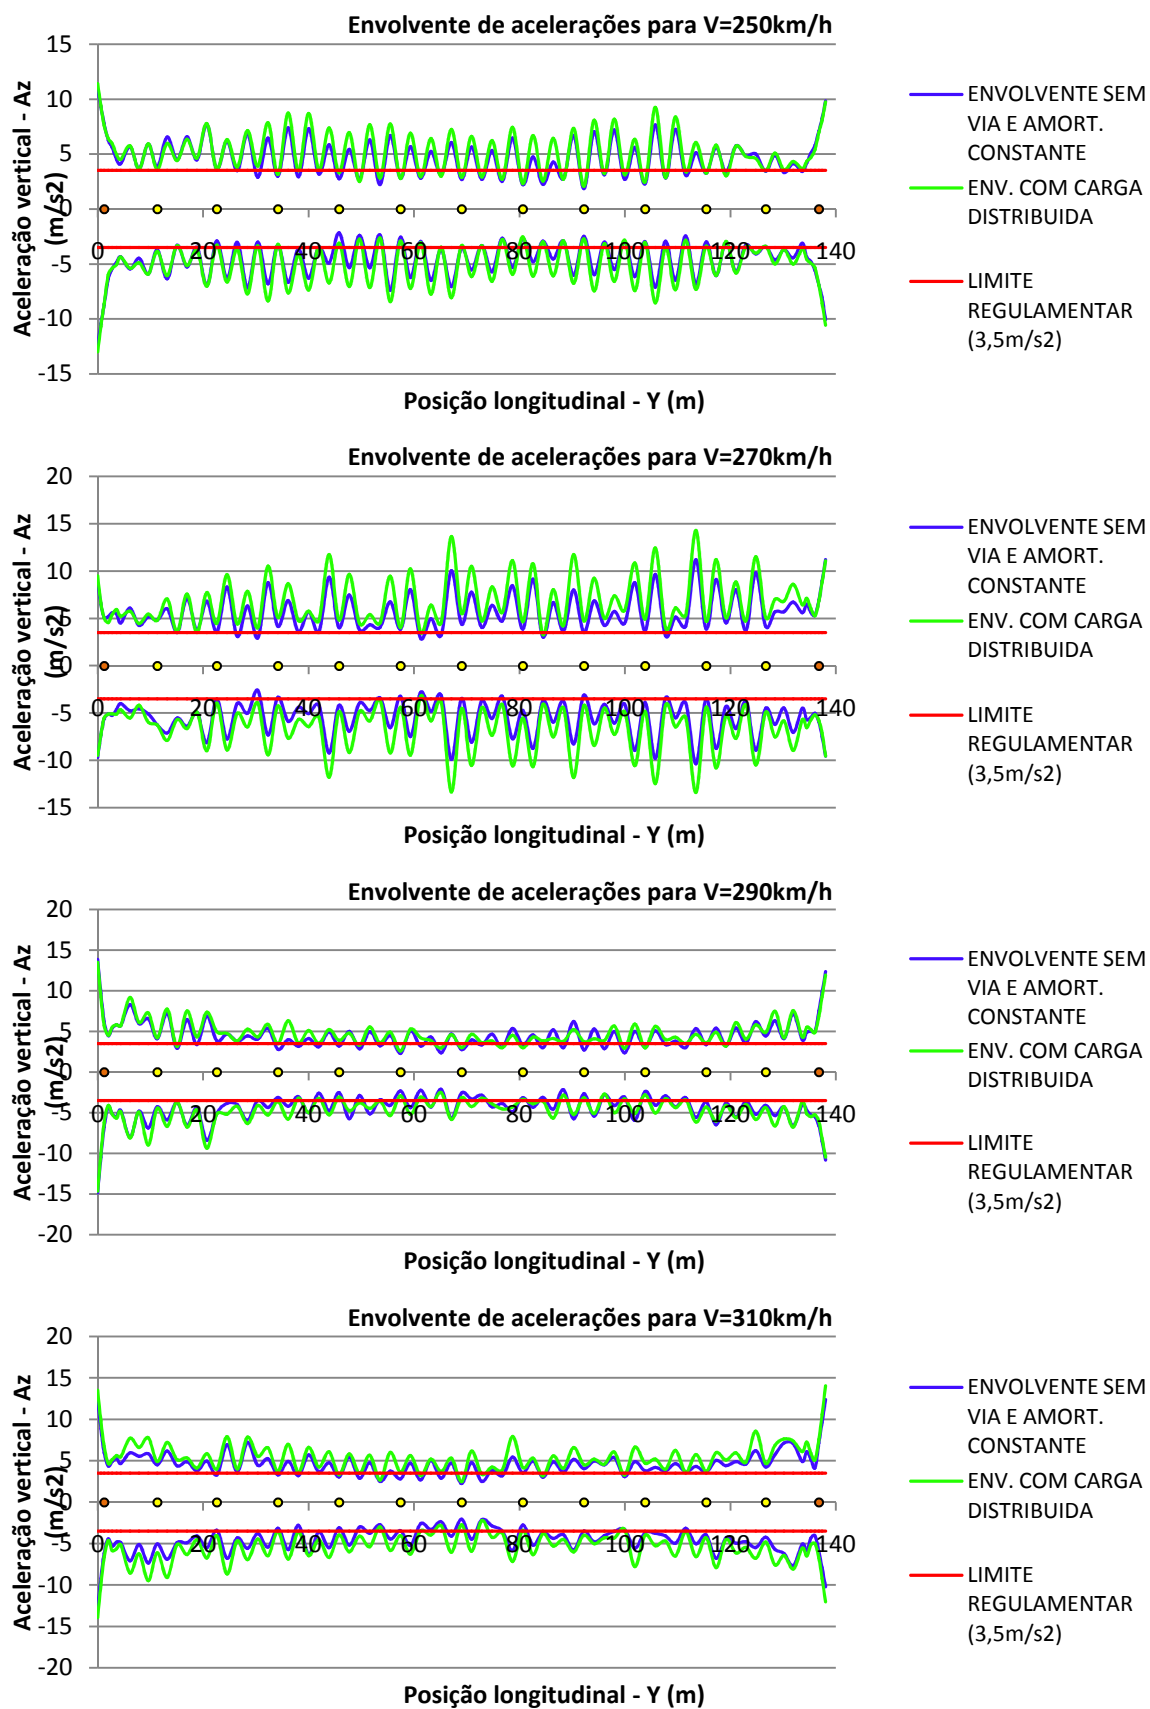 Envolvente de acelerações para V=250km/h
15
10
5
0
-5
-10
-15
0 20 40 60 80 100 120 140
Aceleração vertical - Az
(m/s2)
Posição longitudinal - Y (m)
ENVOLVENTE SEM
VIA E AMORT.
CONSTANTE
ENV. COM CARGA
DISTRIBUIDA
LIMITE
REGULAMENTAR
(3,5m/s2)
Envolvente de acelerações para V=270km/h
20
15
10
5
0
-5
-10
-15
0 20 40 60 80 100 120 140
Aceleração vertical - Az
(m/s2)
Posição longitudinal - Y (m)
ENVOLVENTE SEM
VIA E AMORT.
CONSTANTE
ENV. COM CARGA
DISTRIBUIDA
LIMITE
REGULAMENTAR
(3,5m/s2)
Envolvente de acelerações para V=290km/h
20
15
10
5
0
-5
-10
-15
-20
0 20 40 60 80 100 120 140
Aceleração vertical - Az
(m/s2)
Posição longitudinal - Y (m)
ENVOLVENTE SEM
VIA E AMORT.
CONSTANTE
ENV. COM CARGA
DISTRIBUIDA
LIMITE
REGULAMENTAR
(3,5m/s2)
Envolvente de acelerações para V=310km/h
20
15
10
5
0
-5
-10
-15
-20
0 20 40 60 80 100 120 140
Aceleração vertical - Az
(m/s2)
Posição longitudinal - Y (m)
ENVOLVENTE SEM
VIA E AMORT.
CONSTANTE
ENV. COM CARGA
DISTRIBUIDA
LIMITE
REGULAMENTAR
(3,5m/s2)